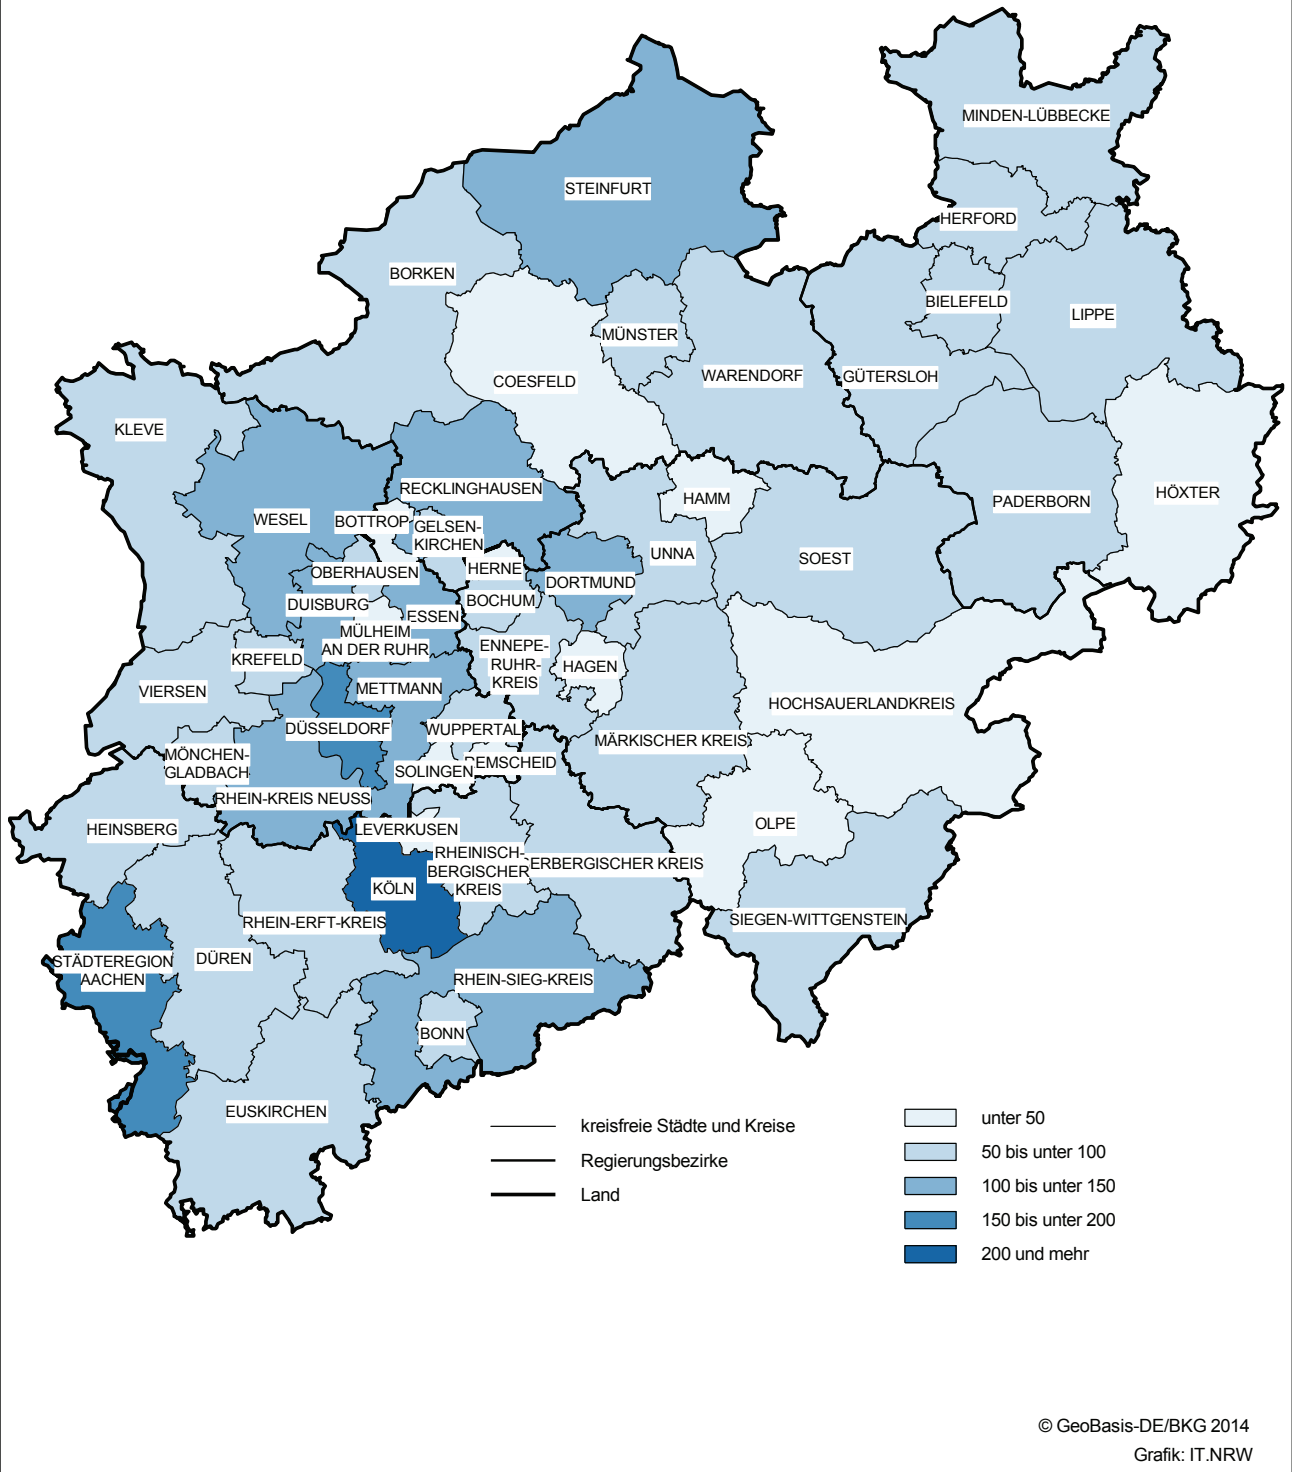 MINDEN-LÜBBECKE
STEINFURT
HERFORD
BORKEN
BIELEFELD
LIPPE
MÜNSTER
WARENDORF
GÜTERSLOH
COESFELD
KLEVE
RECKLINGHAUSEN
HAMM
HÖXTER
PADERBORN
WESEL
BOTTROP
GELSEN-
KIRCHEN
UNNA
SOEST
HERNE
OBERHAUSEN
DORTMUND
BOCHUM
DUISBURG
ESSEN
MÜLHEIM
AN DER RUHR
ENNEPE-
RUHR-
KREIS
KREFELD
HAGEN
VIERSEN
METTMANN
HOCHSAUERLANDKREIS
DÜSSELDORF
WUPPERTAL
MÄRKISCHER KREIS
MÖNCHEN-
GLADBACH
REMSCHEID
SOLINGEN
RHEIN-KREIS NEUSS
HEINSBERG
LEVERKUSEN
OLPE
RHEINISCH-
BERGISCHER
KREIS
ERBERGISCHER KREIS
KÖLN
RHEIN-ERFT-KREIS
SIEGEN-WITTGENSTEIN
STÄDTEREGION
AACHEN
DÜREN
RHEIN-SIEG-KREIS
BONN
EUSKIRCHEN
kreisfreie Städte und Kreise
Regierungsbezirke
Land
unter 50
50 bis unter 100
100 bis unter 150
150 bis unter 200
200 und mehr
© GeoBasis-DE/BKG 2014
Grafik: IT.NRW